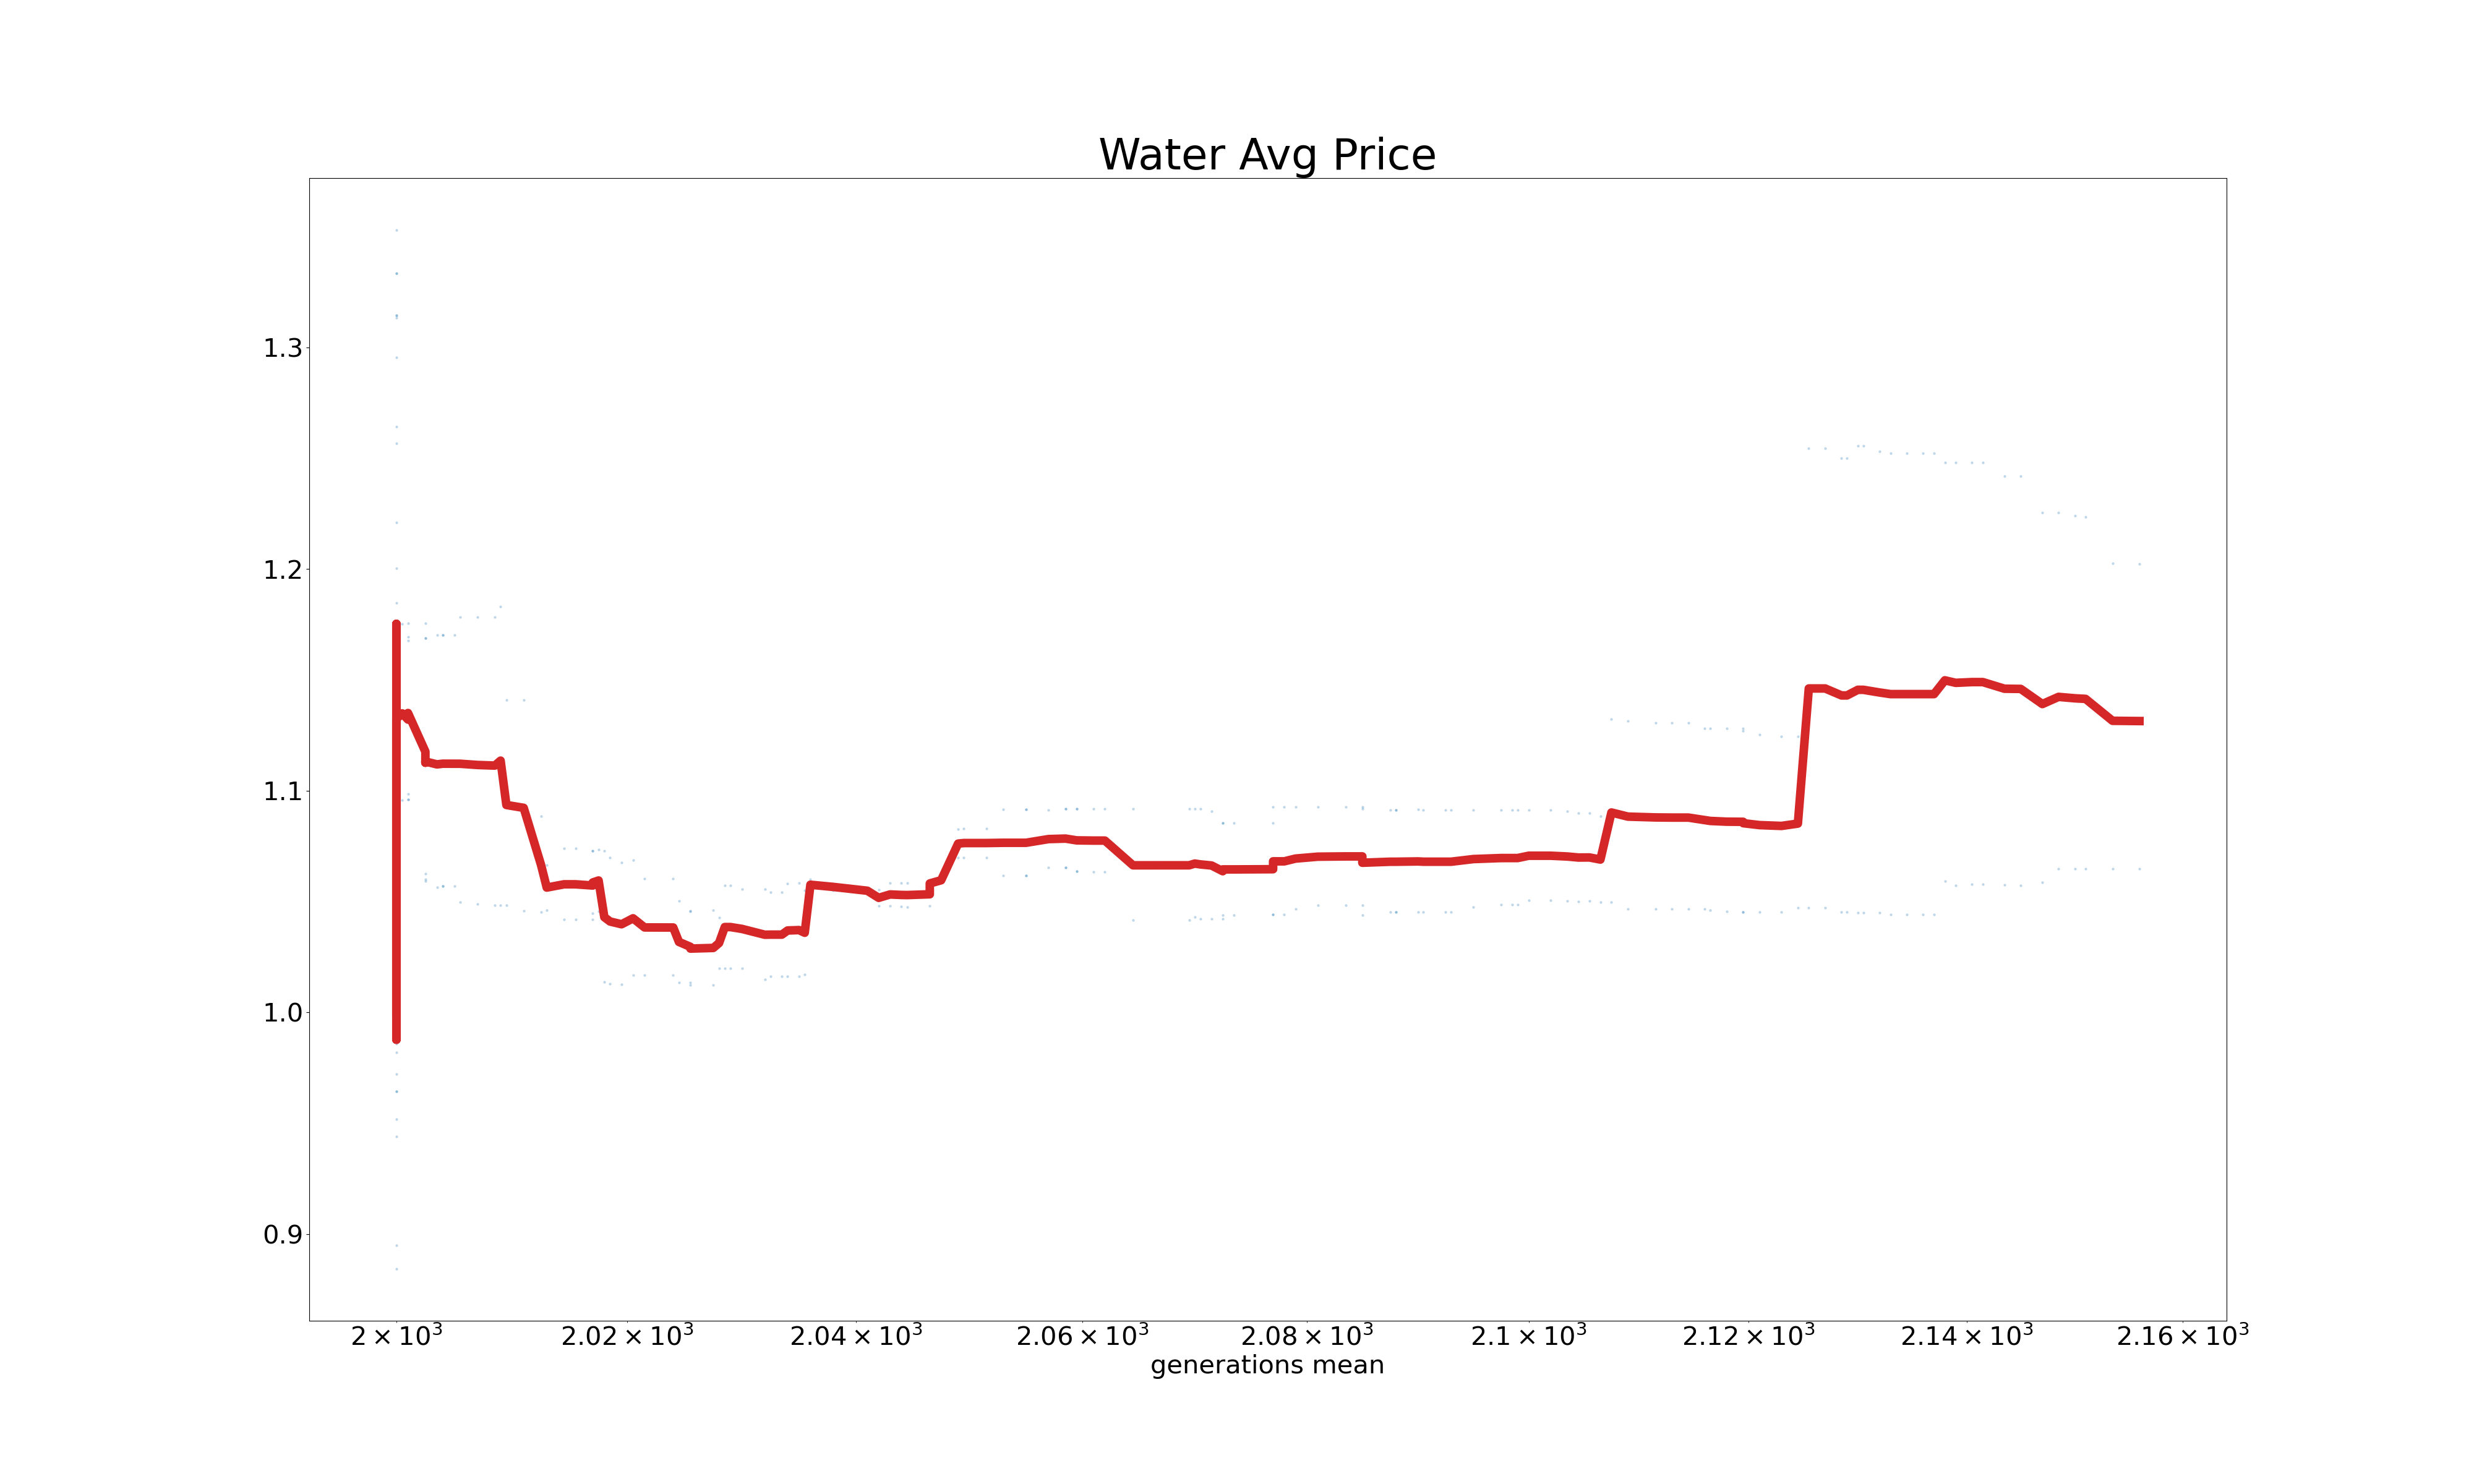 Water Avg Price
1.3
1.2
1.1
1.0
0.9
2 × 10³ 2.02 × 10³ 2.04 × 10³ 2.06 × 10³ 2.08 × 10³ 2.1 × 10³ 2.12 × 10³ 2.14 × 10³ 2.16 × 10³
generations mean